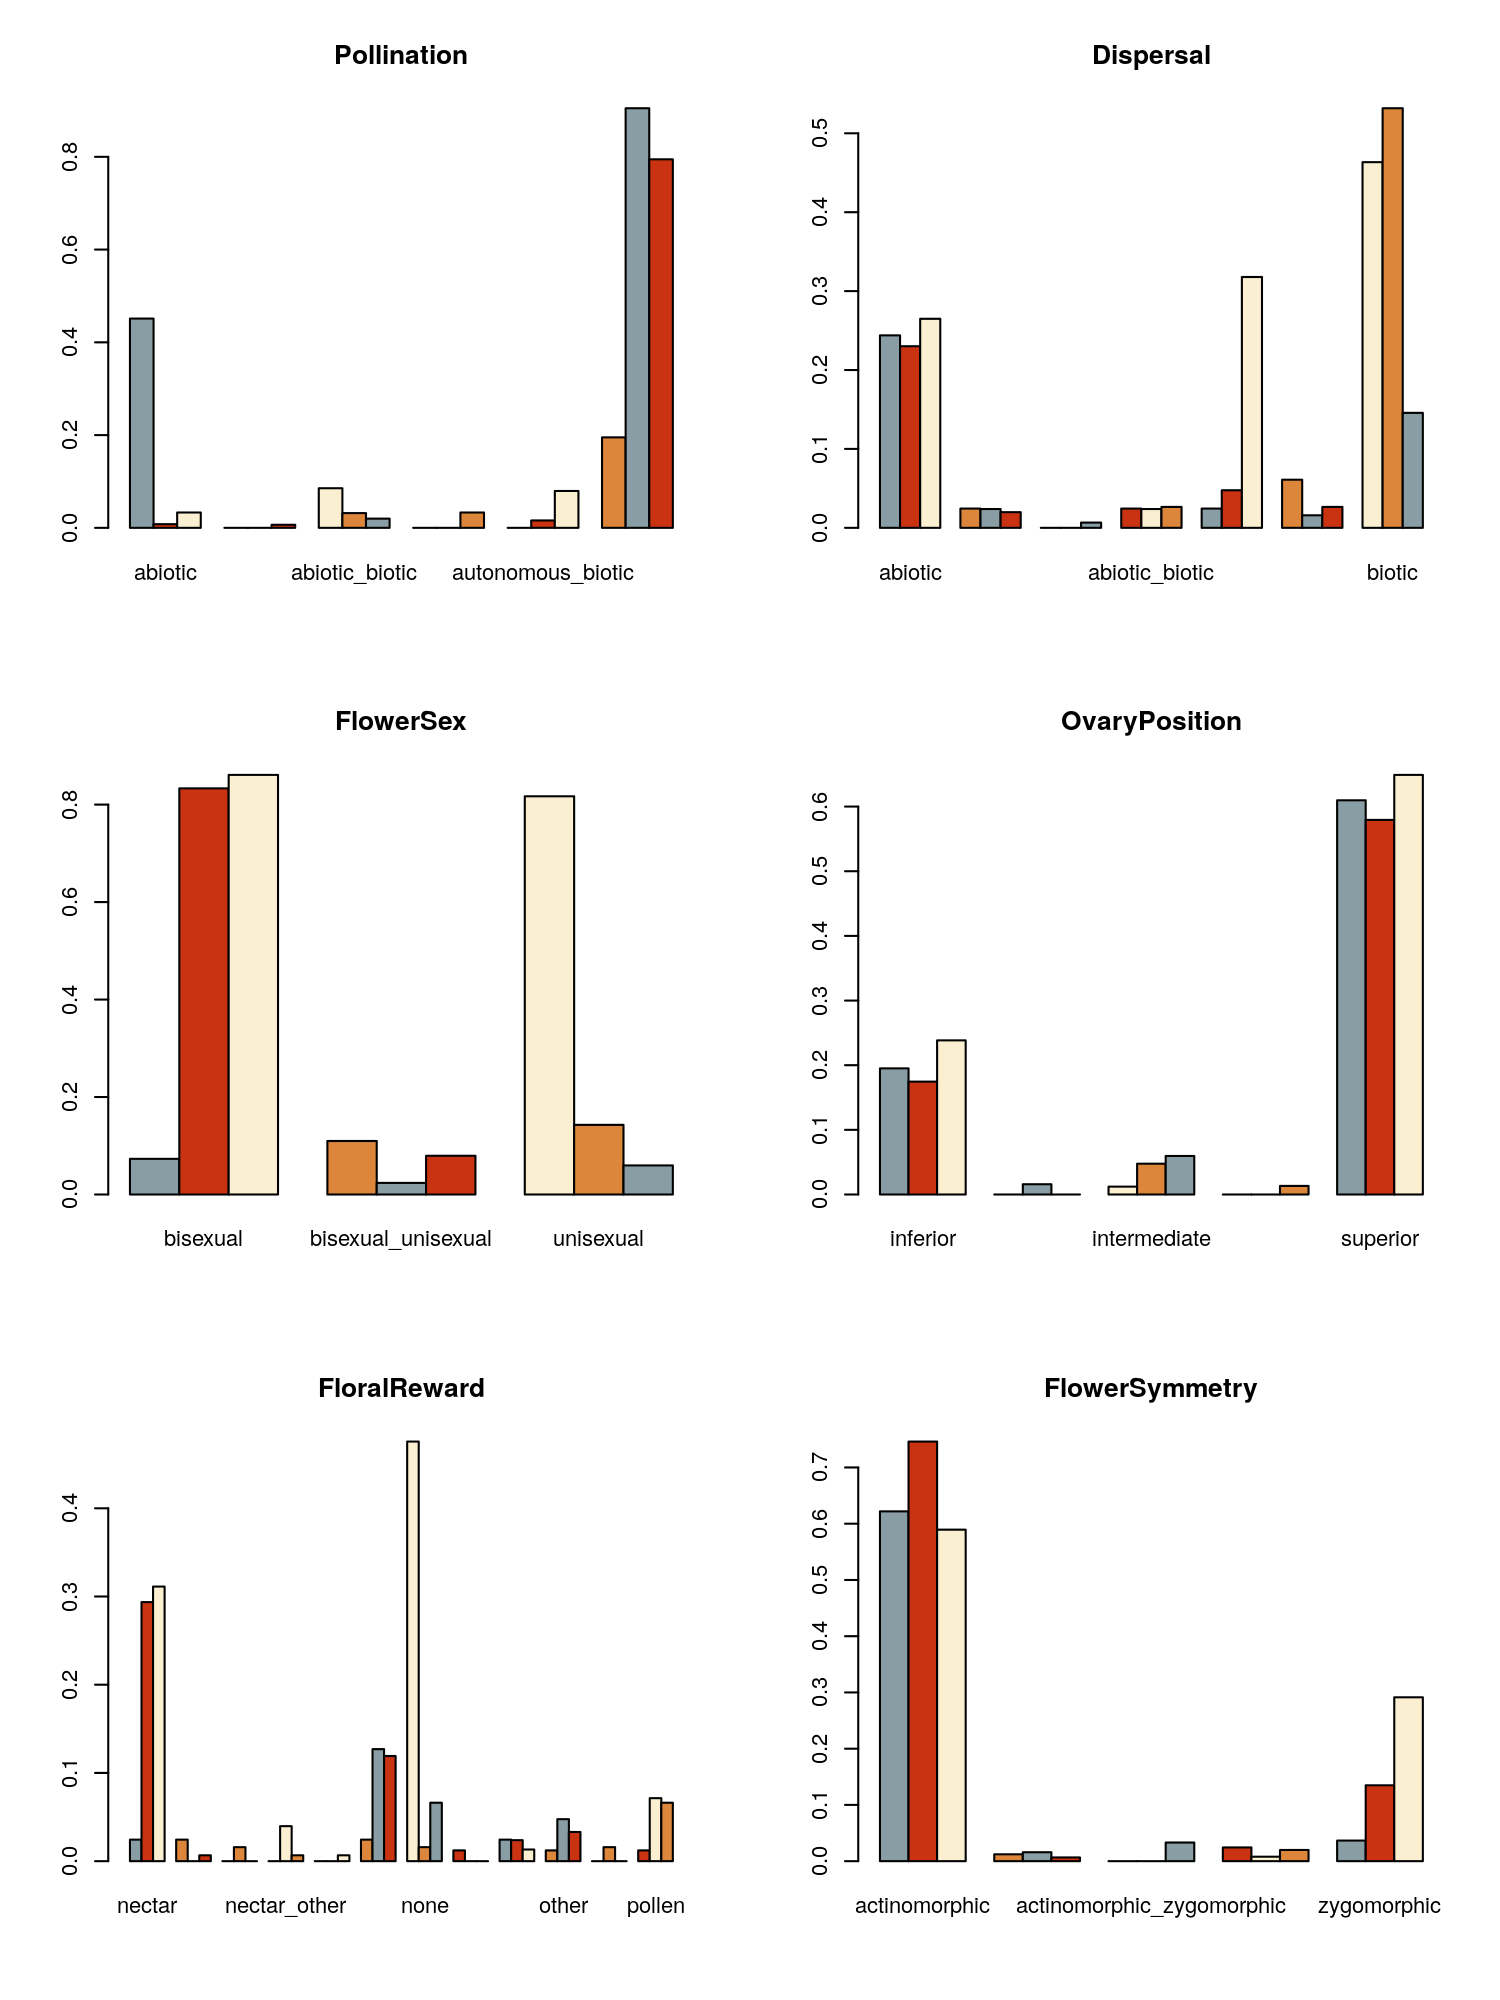 Pollination
0.0 0.2 0.4 0.6 0.8
abiotic abiotic_biotic autonomous_biotic
Dispersal
0.0 0.1 0.2 0.3 0.4 0.5
abiotic abiotic_biotic biotic
FlowerSex
0.0 0.2 0.4 0.6 0.8
bisexual bisexual_unisexual unisexual
OvaryPosition
0.0 0.1 0.2 0.3 0.4 0.5 0.6
inferior intermediate superior
FloralReward
0.0 0.1 0.2 0.3 0.4
nectar nectar_other none other pollen
FlowerSymmetry
0.0 0.1 0.2 0.3 0.4 0.5 0.6 0.7
actinomorphic actinomorphic_zygomorphic zygomorphic